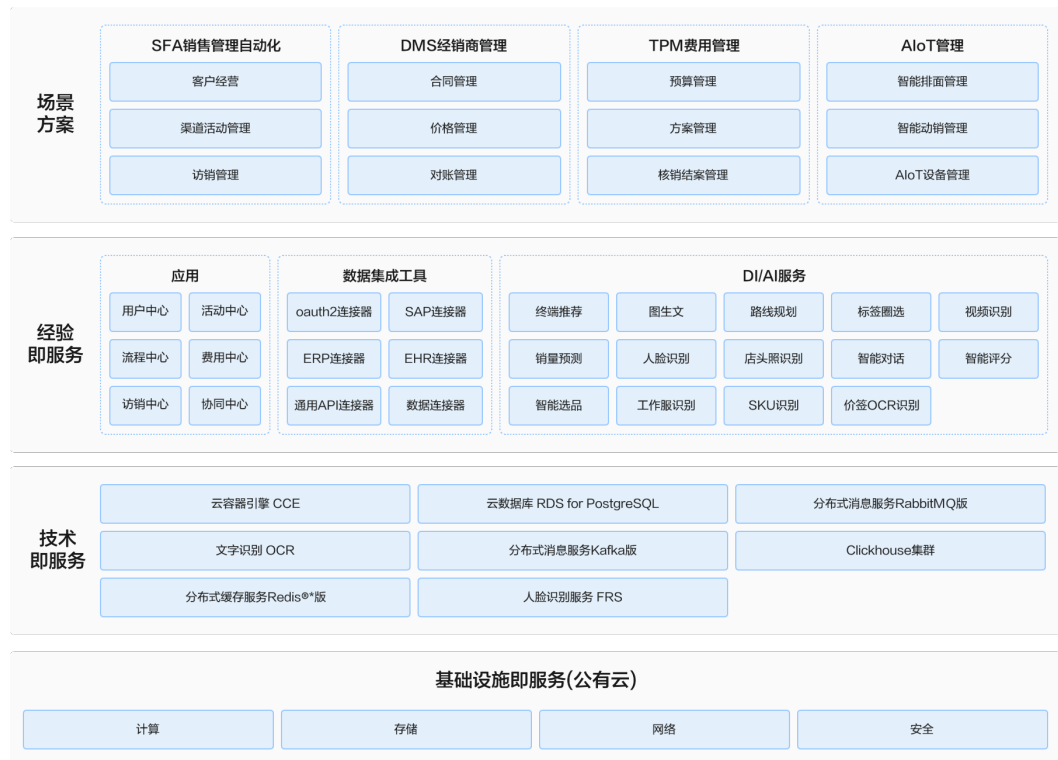 场景
方案
SFA销售管理自动化
客户经营
渠道活动管理
访销管理
DMS经销商管理
合同管理
价格管理
对账管理
TPM费用管理
预算管理
方案管理
核销结案管理
AIoT管理
智能排面管理
智能动销管理
AIoT设备管理
经验
即服务
应用
用户中心
活动中心
流程中心
费用中心
访销中心
协同中心
数据集成工具
oauth2连接器
SAP连接器
ERP连接器
EHR连接器
通用API连接器
数据连接器
DI/AI服务
终端推荐
图生文
路线规划
标签圈选
视频识别
销量预测
人脸识别
店头照识别
智能对话
智能评分
智能选品
工作服识别
SKU识别
价签OCR识别
技术
即服务
云容器引擎 CCE
云数据库 RDS for PostgreSQL
分布式消息服务RabbitMQ版
文字识别 OCR
分布式消息服务Kafka版
Clickhouse集群
分布式缓存服务Redis®*版
人脸识别服务 FRS
基础设施即服务(公有云)
计算
存储
网络
安全